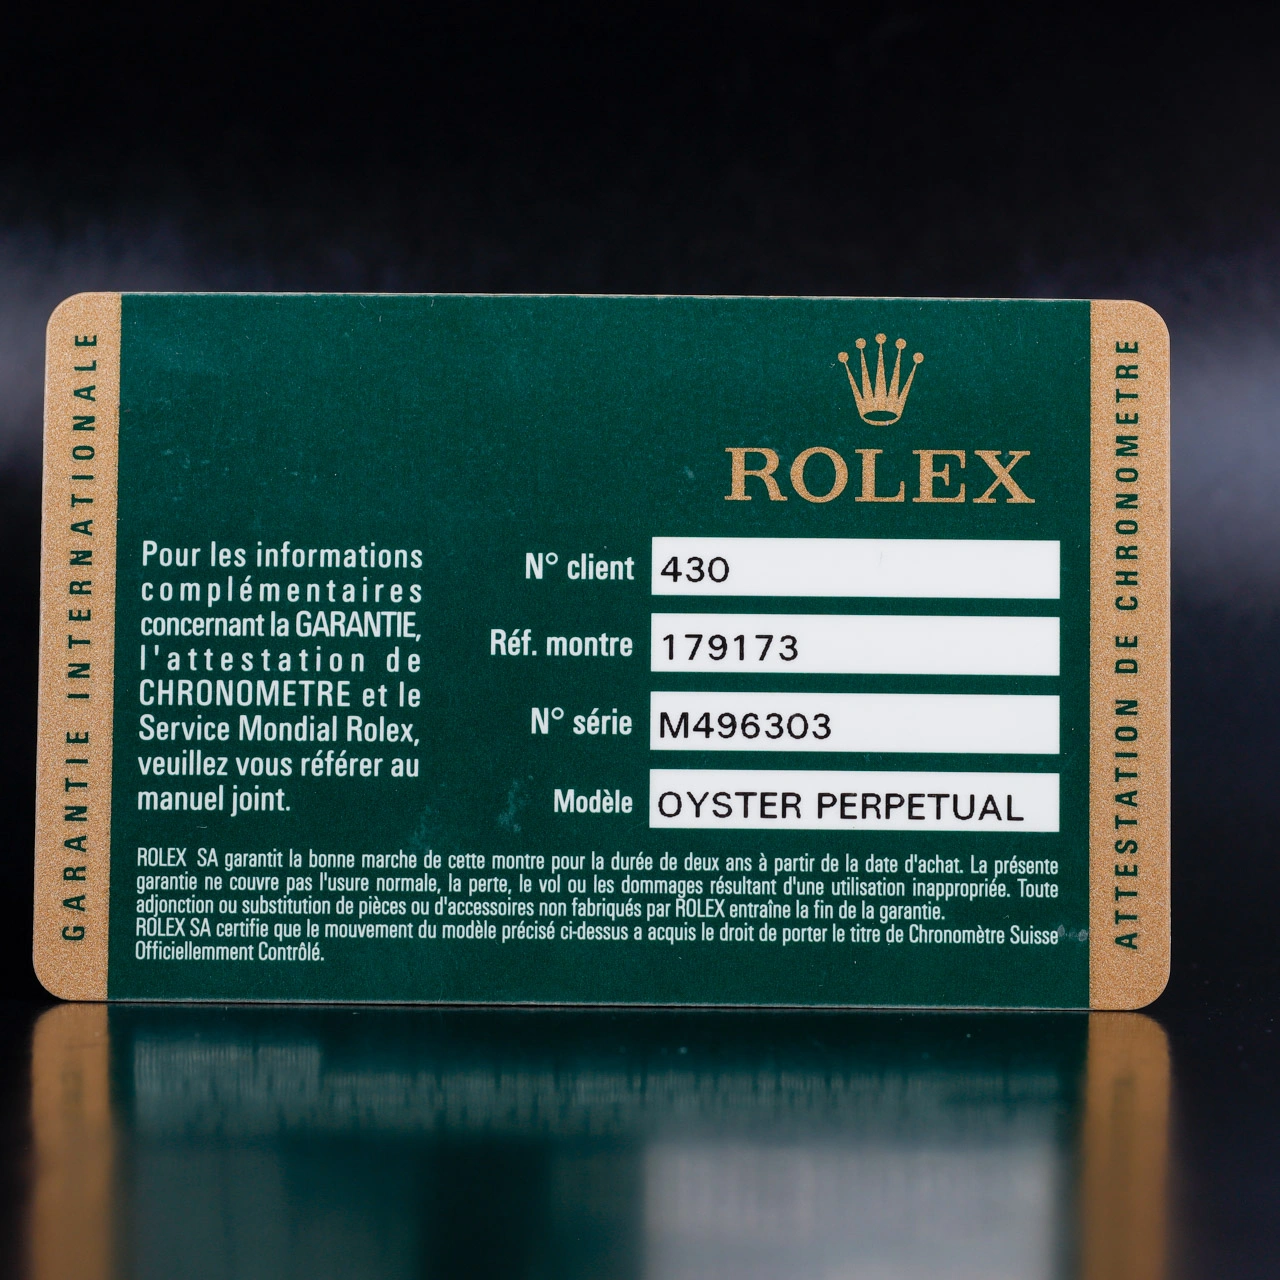 GARANTIE INTERNATIONALE
ROLEX
Pour les informations
complémentaires
concernant la GARANTIE,
l'attestation de
CHRONOMETRE et le
Service Mondial Rolex,
veuillez vous référer au
manuel joint.
N° client 430
Réf. montre 179173
N° série M496303
Modèle OYSTER PERPETUAL
ROLEX SA garantit la bonne marche de cette montre pour la durée de deux ans à partir de la date d'achat. La présente
garantie ne couvre pas l'usure normale, la perte, le vol ou les dommages résultant d'une utilisation inappropriée. Toute
adjonction ou substitution de pièces ou d'accessoires non fabriqués par ROLEX entraîne la fin de la garantie.
ROLEX SA certifie que le mouvement du modèle précisé ci-dessus a acquis le droit de porter le titre de Chronomètre Suisse
Officiellemment Contrôlé.
ATTESTATION DE CHRONOMETRE